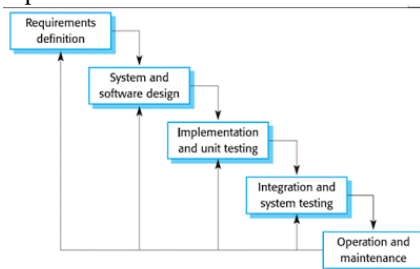 Requirements
definition
System and
software design
Implementation
and unit testing
Integration and
system testing
Operation and
maintenance